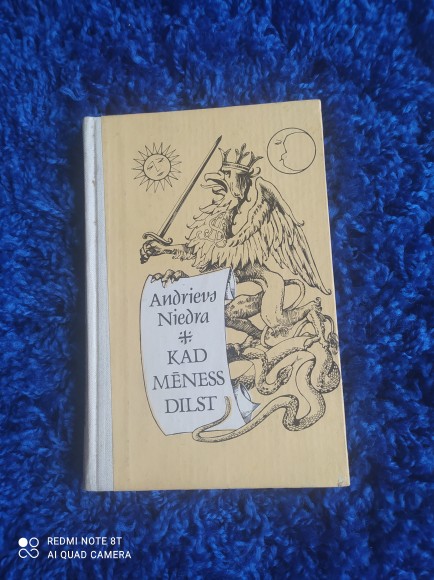 Andrievs
Niedra
KAD
MĒNESS
DILST
REDMI NOTE 8T
AI QUAD CAMERA